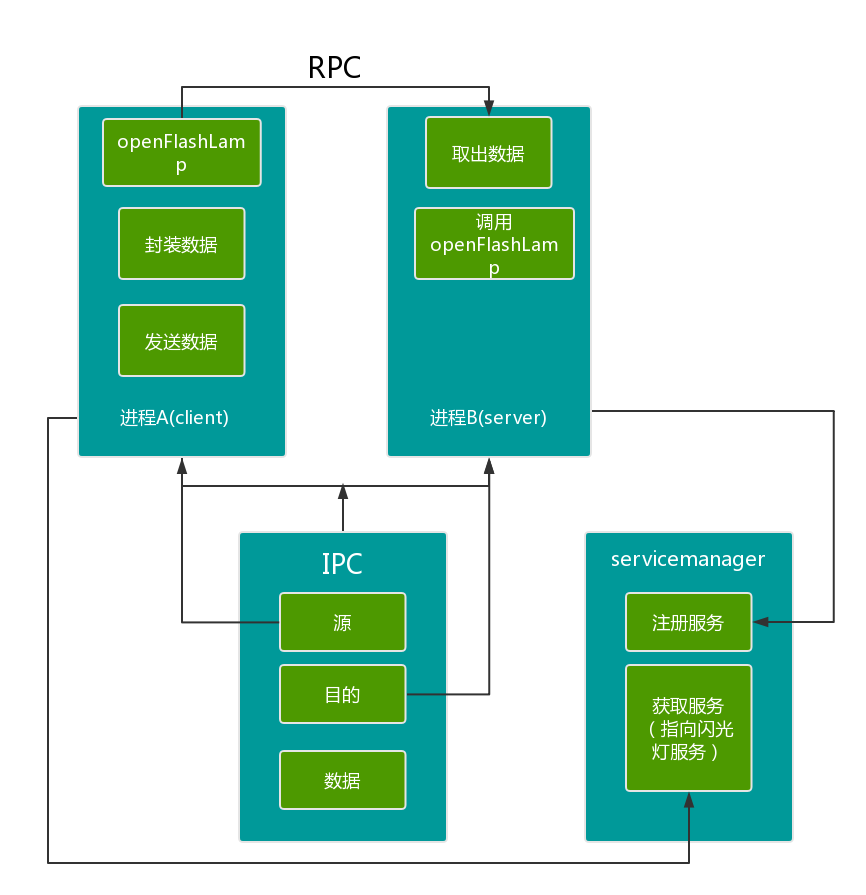 RPC
openFlashLam
p
封装数据
发送数据
进程A(client)
取出数据
调用
openFlashLam
p
进程B(server)
IPC
源
目的
数据
servicemanager
注册服务
获取服务
（指向闪光
灯服务）